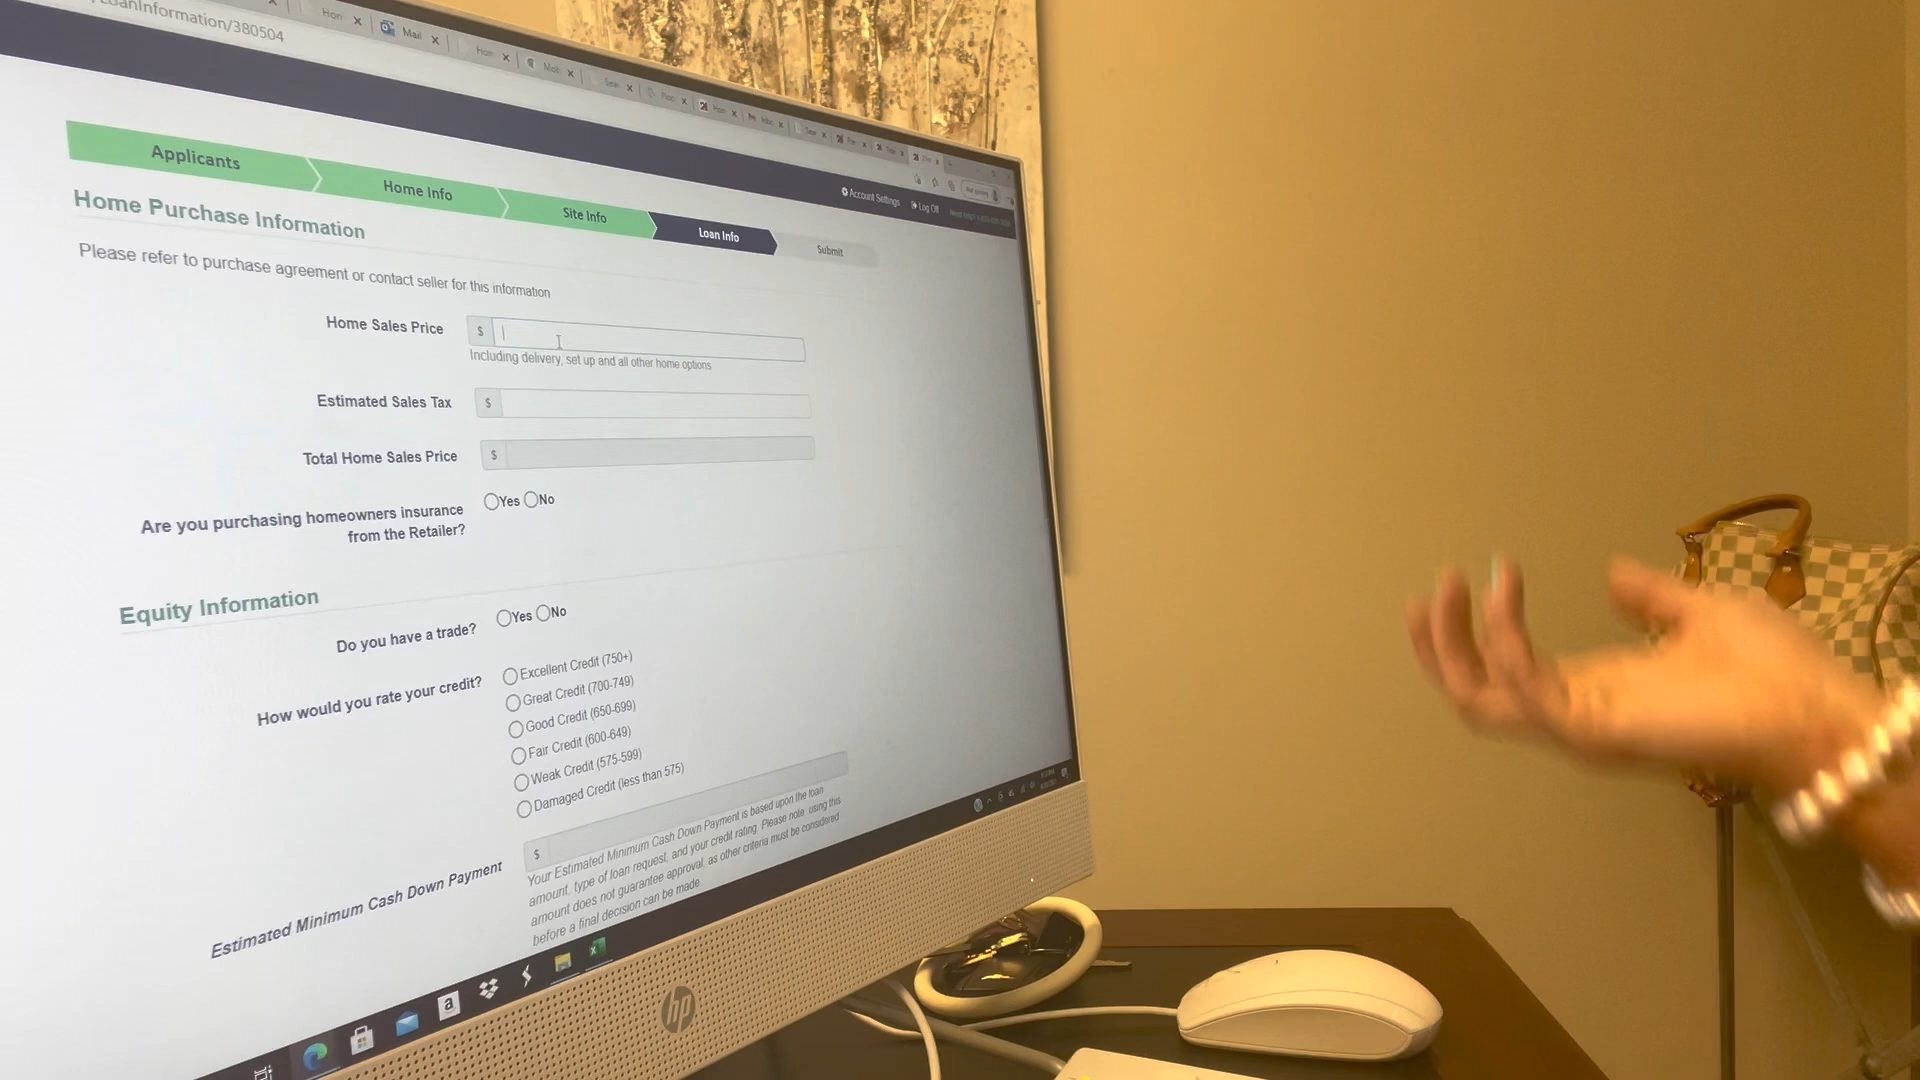 LoanInformation/380504
Hom
Mail
Account Settings
Log Off
Applicants
Home Info
Site Info
Loan Info
Submit
Home Purchase Information
Please refer to purchase agreement or contact seller for this information
Home Sales Price
$
Including delivery, set up and all other home options
Estimated Sales Tax
$
Total Home Sales Price
$
Are you purchasing homeowners insurance
from the Retailer?
Yes No
Equity Information
Do you have a trade?
Yes No
How would you rate your credit?
Excellent Credit (750+)
Great Credit (700-749)
Good Credit (650-699)
Fair Credit (600-649)
Weak Credit (575-599)
Damaged Credit (less than 575)
Estimated Minimum Cash Down Payment
$
Your Estimated Minimum Cash Down Payment is based upon the loan
amount, type of loan request, and your credit rating. Please note: using this
amount does not guarantee approval, as other criteria must be considered
before a final decision can be made
a
hp